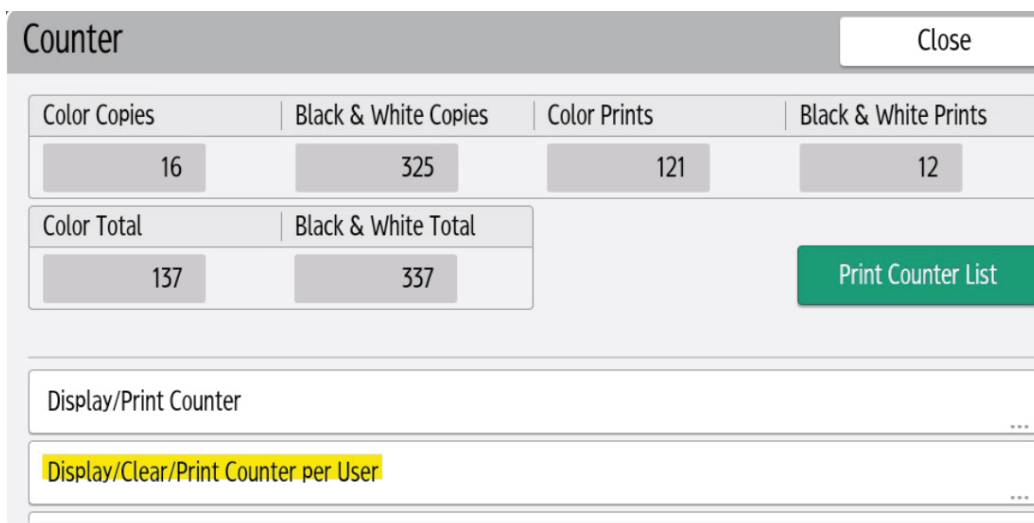 Counter Close
Color Copies Black & White Copies Color Prints Black & White Prints
16 325 121 12
Color Total Black & White Total
137 337
Print Counter List
Display/Print Counter
...
Display/Clear/Print Counter per User
...